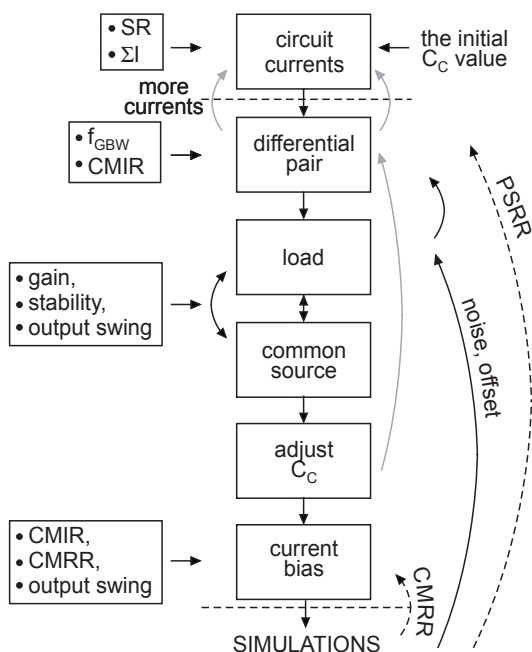 • SR
• ΣI
circuit
currents
the initial
C_C value
more
currents
• f_GBW
• CMIR
differential
pair
PSRR
load
• gain,
• stability,
• output swing
noise, offset
common
source
adjust
C_C
• CMIR,
• CMRR,
• output swing
current
bias
CMRR
SIMULATIONS